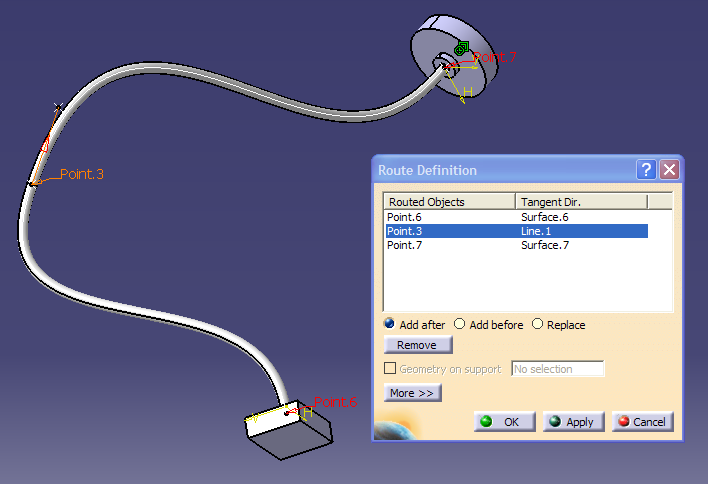 Point.7
H
Point.3
Point.6
H
V
Route Definition
Routed Objects Tangent Dir.
Point.6 Surface.6
Point.3 Line.1
Point.7 Surface.7
Add after Add before Replace
Remove
Geometry on support No selection
More >>
OK Apply Cancel